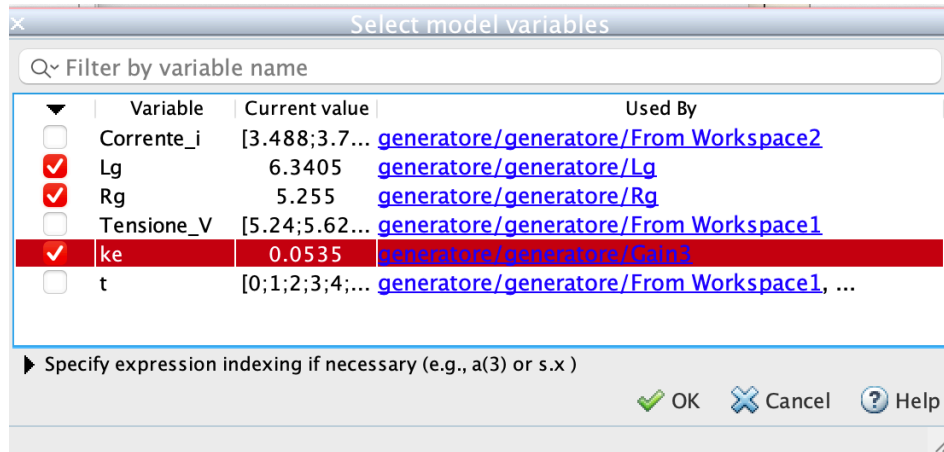 Select model variables
Filter by variable name
Variable Current value Used By
Corrente_i [3.488;3.7... generatore/generatore/From Workspace2
Lg 6.3405 generatore/generatore/Lg
Rg 5.255 generatore/generatore/Rg
Tensione_V [5.24;5.62... generatore/generatore/From Workspace1
ke 0.0535 generatore/generatore/Gain3
t [0;1;2;3;4;... generatore/generatore/From Workspace1, ...
Specify expression indexing if necessary (e.g., a(3) or s.x )
OK Cancel ? Help